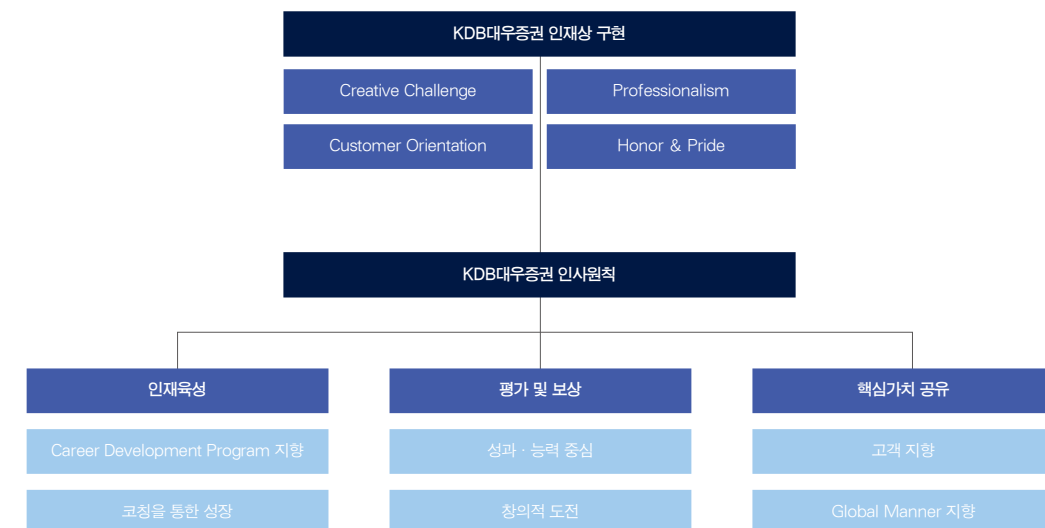 KDB대우증권 인재상 구현
Creative Challenge
Professionalism
Customer Orientation
Honor & Pride
KDB대우증권 인사원칙
인재육성
평가 및 보상
핵심가치 공유
Career Development Program 지향
성과 · 능력 중심
고객 지향
코칭을 통한 성장
창의적 도전
Global Manner 지향